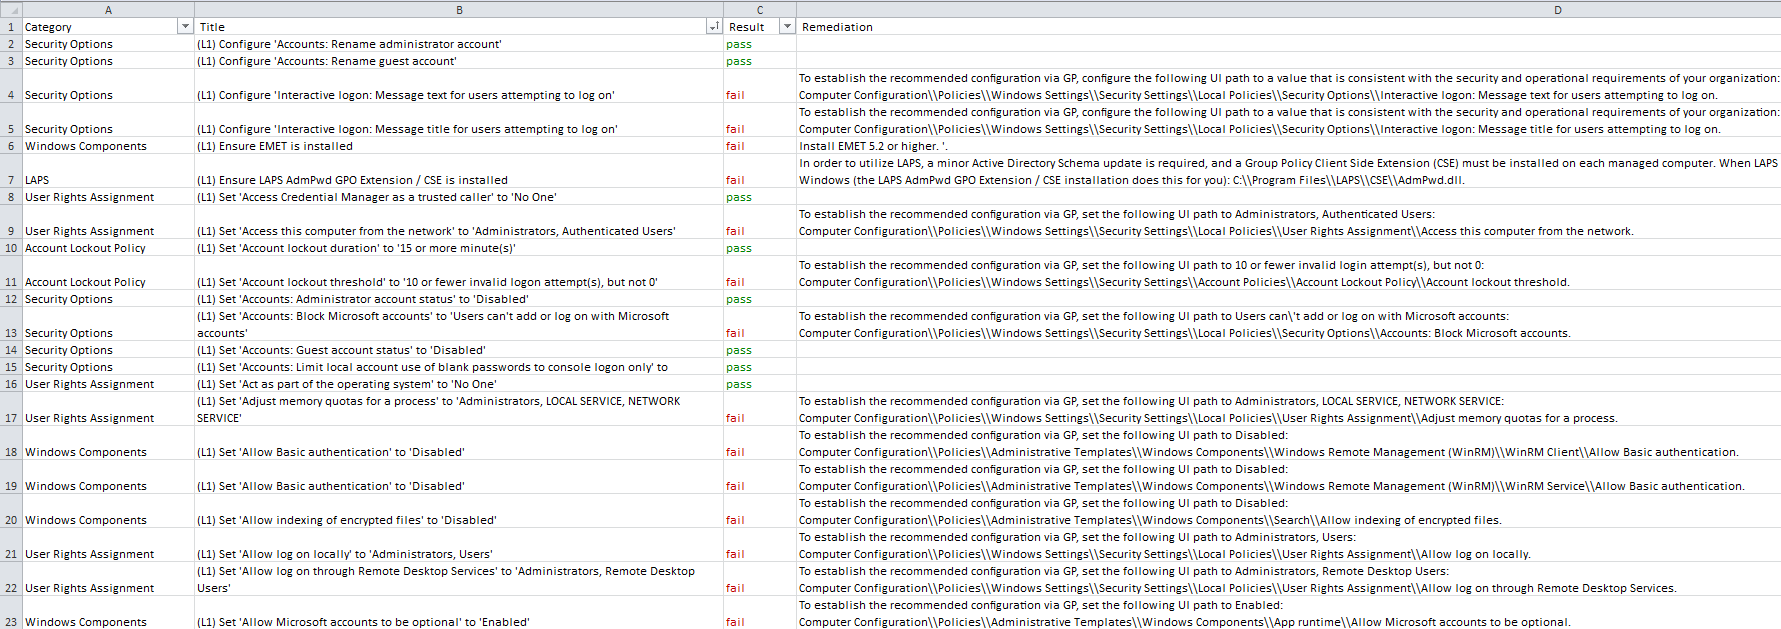 A B C D
1 Category Title Result Remediation
2 Security Options (L1) Configure 'Accounts: Rename administrator account' pass
3 Security Options (L1) Configure 'Accounts: Rename guest account' pass
To establish the recommended configuration via GP, configure the following UI path to a value that is consistent with the security and operational requirements of your organization:
4 Security Options (L1) Configure 'Interactive logon: Message text for users attempting to log on' fail Computer Configuration\\Policies\\Windows Settings\\Security Settings\\Local Policies\\Security Options\\Interactive logon: Message text for users attempting to log on.
To establish the recommended configuration via GP, configure the following UI path to a value that is consistent with the security and operational requirements of your organization:
5 Security Options (L1) Configure 'Interactive logon: Message title for users attempting to log on' fail Computer Configuration\\Policies\\Windows Settings\\Security Settings\\Local Policies\\Security Options\\Interactive logon: Message title for users attempting to log on.
6 Windows Components (L1) Ensure EMET is installed fail Install EMET 5.2 or higher. '.
In order to utilize LAPS, a minor Active Directory Schema update is required, and a Group Policy Client Side Extension (CSE) must be installed on each managed computer. When LAPS
7 LAPS (L1) Ensure LAPS AdmPwd GPO Extension / CSE is installed fail Windows (the LAPS AdmPwd GPO Extension / CSE installation does this for you): C:\\Program Files\\LAPS\\CSE\\AdmPwd.dll.
8 User Rights Assignment (L1) Set 'Access Credential Manager as a trusted caller' to 'No One' pass
To establish the recommended configuration via GP, set the following UI path to Administrators, Authenticated Users:
9 User Rights Assignment (L1) Set 'Access this computer from the network' to 'Administrators, Authenticated Users' fail Computer Configuration\\Policies\\Windows Settings\\Security Settings\\Local Policies\\User Rights Assignment\\Access this computer from the network.
10 Account Lockout Policy (L1) Set 'Account lockout duration' to '15 or more minute(s)' pass
To establish the recommended configuration via GP, set the following UI path to 10 or fewer invalid login attempt(s), but not 0:
11 Account Lockout Policy (L1) Set 'Account lockout threshold' to '10 or fewer invalid logon attempt(s), but not 0' fail Computer Configuration\\Policies\\Windows Settings\\Security Settings\\Account Policies\\Account Lockout Policy\\Account lockout threshold.
12 Security Options (L1) Set 'Accounts: Administrator account status' to 'Disabled' pass
(L1) Set 'Accounts: Block Microsoft accounts' to 'Users can't add or log on with Microsoft To establish the recommended configuration via GP, set the following UI path to Users can\'t add or log on with Microsoft accounts:
13 Security Options accounts' fail Computer Configuration\\Policies\\Windows Settings\\Security Settings\\Local Policies\\Security Options\\Accounts: Block Microsoft accounts.
14 Security Options (L1) Set 'Accounts: Guest account status' to 'Disabled' pass
15 Security Options (L1) Set 'Accounts: Limit local account use of blank passwords to console logon only' to pass
16 User Rights Assignment (L1) Set 'Act as part of the operating system' to 'No One' pass
(L1) Set 'Adjust memory quotas for a process' to 'Administrators, LOCAL SERVICE, NETWORK To establish the recommended configuration via GP, set the following UI path to Administrators, LOCAL SERVICE, NETWORK SERVICE:
17 User Rights Assignment SERVICE' fail Computer Configuration\\Policies\\Windows Settings\\Security Settings\\Local Policies\\User Rights Assignment\\Adjust memory quotas for a process.
To establish the recommended configuration via GP, set the following UI path to Disabled:
18 Windows Components (L1) Set 'Allow Basic authentication' to 'Disabled' fail Computer Configuration\\Policies\\Administrative Templates\\Windows Components\\Windows Remote Management (WinRM)\\WinRM Client\\Allow Basic authentication.
To establish the recommended configuration via GP, set the following UI path to Disabled:
19 Windows Components (L1) Set 'Allow Basic authentication' to 'Disabled' fail Computer Configuration\\Policies\\Administrative Templates\\Windows Components\\Windows Remote Management (WinRM)\\WinRM Service\\Allow Basic authentication.
To establish the recommended configuration via GP, set the following UI path to Disabled:
20 Windows Components (L1) Set 'Allow indexing of encrypted files' to 'Disabled' fail Computer Configuration\\Policies\\Administrative Templates\\Windows Components\\Search\\Allow indexing of encrypted files.
To establish the recommended configuration via GP, set the following UI path to Administrators, Users:
21 User Rights Assignment (L1) Set 'Allow log on locally' to 'Administrators, Users' fail Computer Configuration\\Policies\\Windows Settings\\Security Settings\\Local Policies\\User Rights Assignment\\Allow log on locally.
(L1) Set 'Allow log on through Remote Desktop Services' to 'Administrators, Remote Desktop To establish the recommended configuration via GP, set the following UI path to Administrators, Remote Desktop Users:
22 User Rights Assignment Users' fail Computer Configuration\\Policies\\Windows Settings\\Security Settings\\Local Policies\\User Rights Assignment\\Allow log on through Remote Desktop Services.
To establish the recommended configuration via GP, set the following UI path to Enabled:
23 Windows Components (L1) Set 'Allow Microsoft accounts to be optional' to 'Enabled' fail Computer Configuration\\Policies\\Administrative Templates\\Windows Components\\App runtime\\Allow Microsoft accounts to be optional.